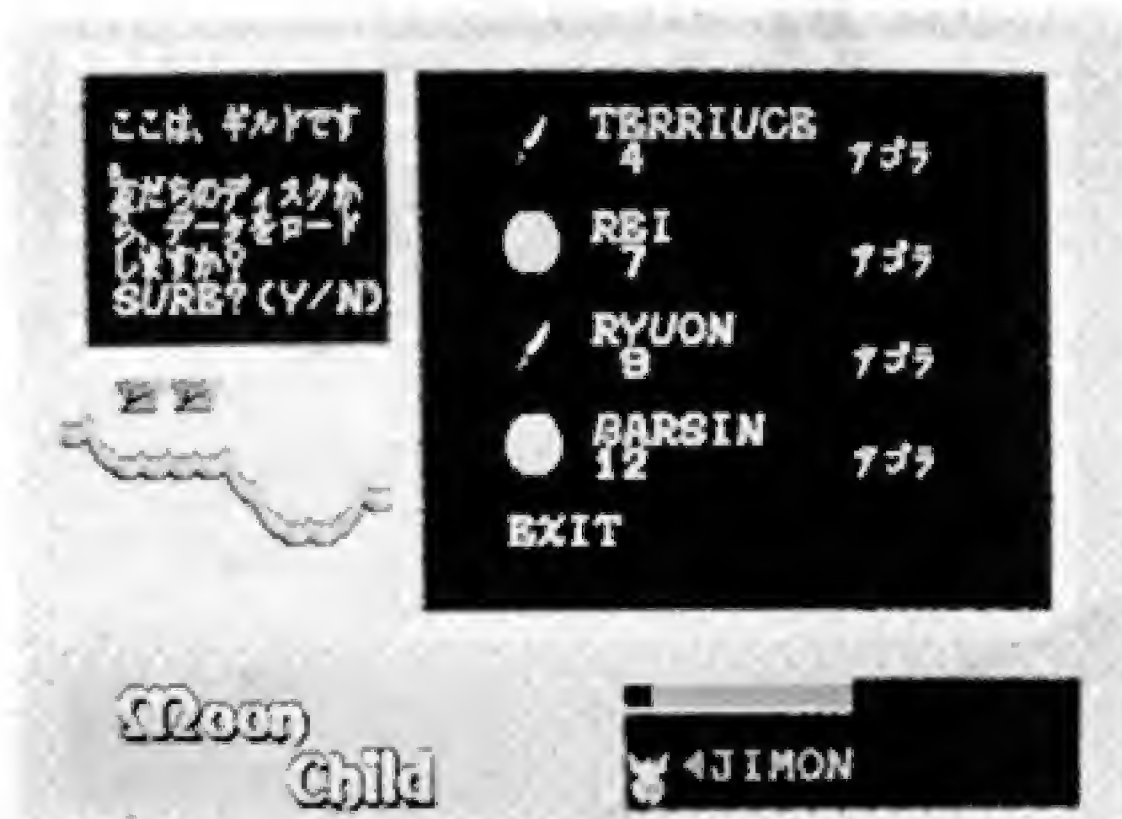 ここは、ギルドです
友だちのディスクか
ら、データをロード
しますか?
SURE?(Y/N)
TERRIUCE
4 アゴラ
REI
7 アゴラ
RYUON
9 アゴラ
BARSIN
12 アゴラ
EXIT
Moon
Child
JIMON